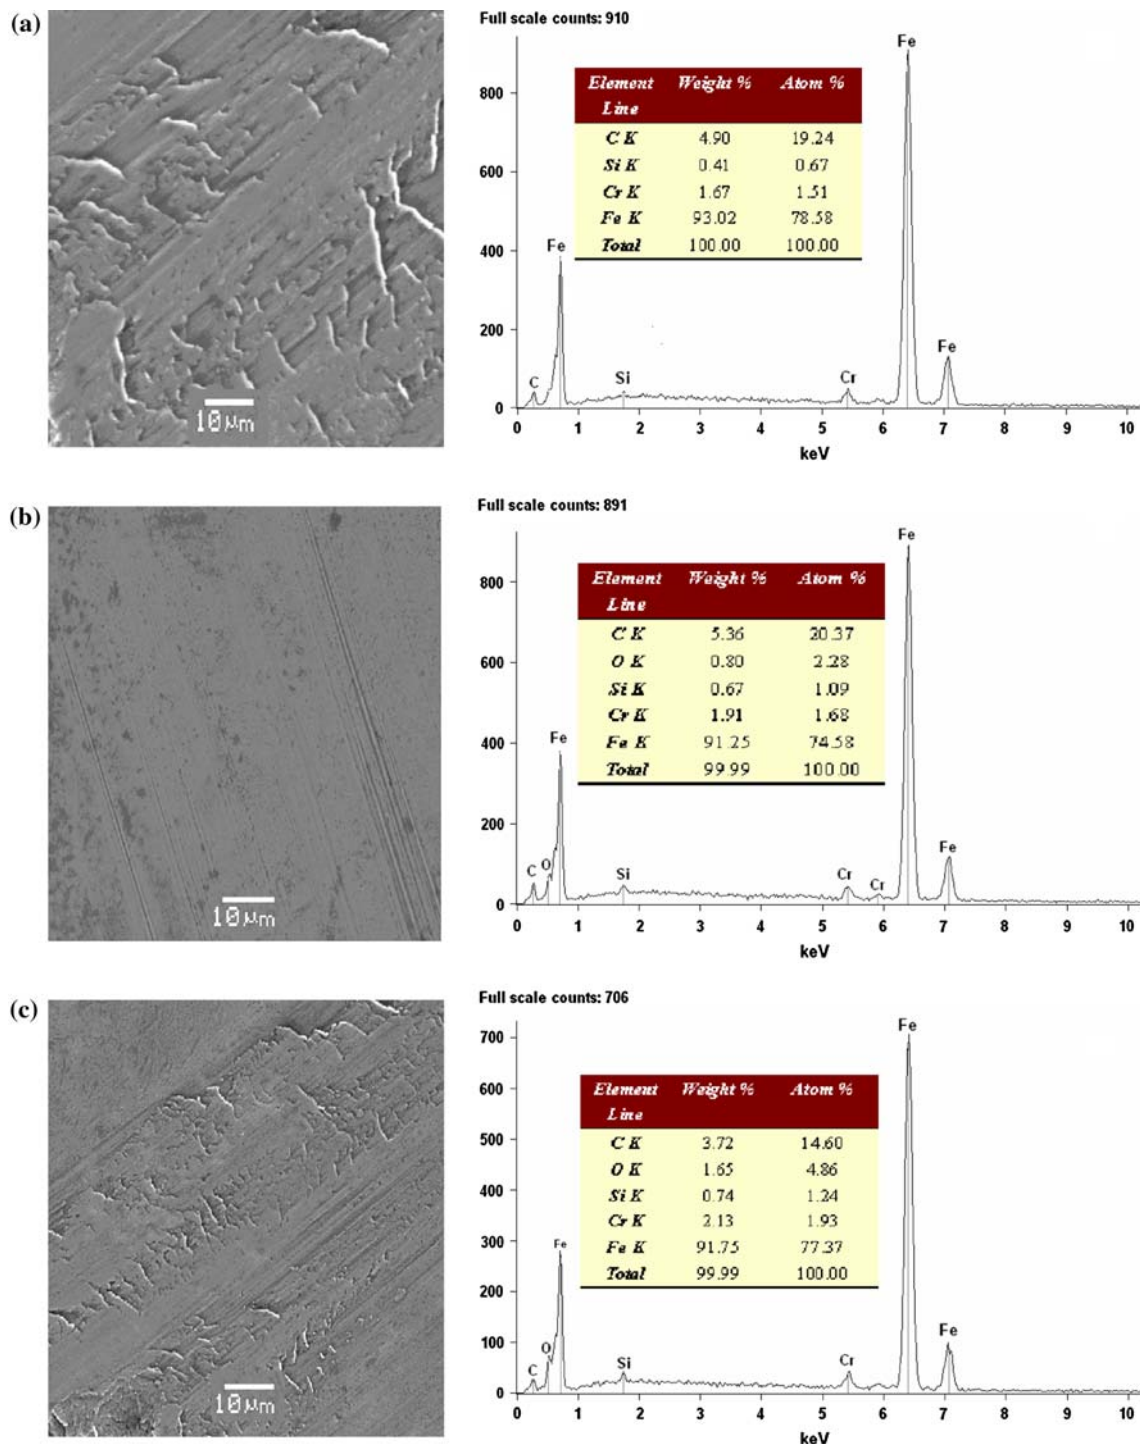 (a)
10 μm
Full scale counts: 910
Element Weight % Atom %
Line
C K 4.90 19.24
Si K 0.41 0.67
Cr K 1.67 1.51
Fe K 93.02 78.58
Total 100.00 100.00
800
600
400
200
0
C
Fe
Si
Cr
Fe
Fe
0 1 2 3 4 5 6 7 8 9 10
keV
(b)
10 μm
Full scale counts: 891
Element Weight % Atom %
Line
C K 5.36 20.37
O K 0.80 2.28
Si K 0.67 1.09
Cr K 1.91 1.68
Fe K 91.25 74.58
Total 99.99 100.00
800
600
400
200
0
C
O
Fe
Si
Cr
Cr
Fe
Fe
0 1 2 3 4 5 6 7 8 9 10
keV
(c)
10 μm
Full scale counts: 706
Element Weight % Atom %
Line
C K 3.72 14.60
O K 1.65 4.86
Si K 0.74 1.24
Cr K 2.13 1.93
Fe K 91.75 77.37
Total 99.99 100.00
700
600
500
400
300
200
100
0
C
O
Fe
Si
Cr
Fe
Fe
0 1 2 3 4 5 6 7 8 9 10
keV